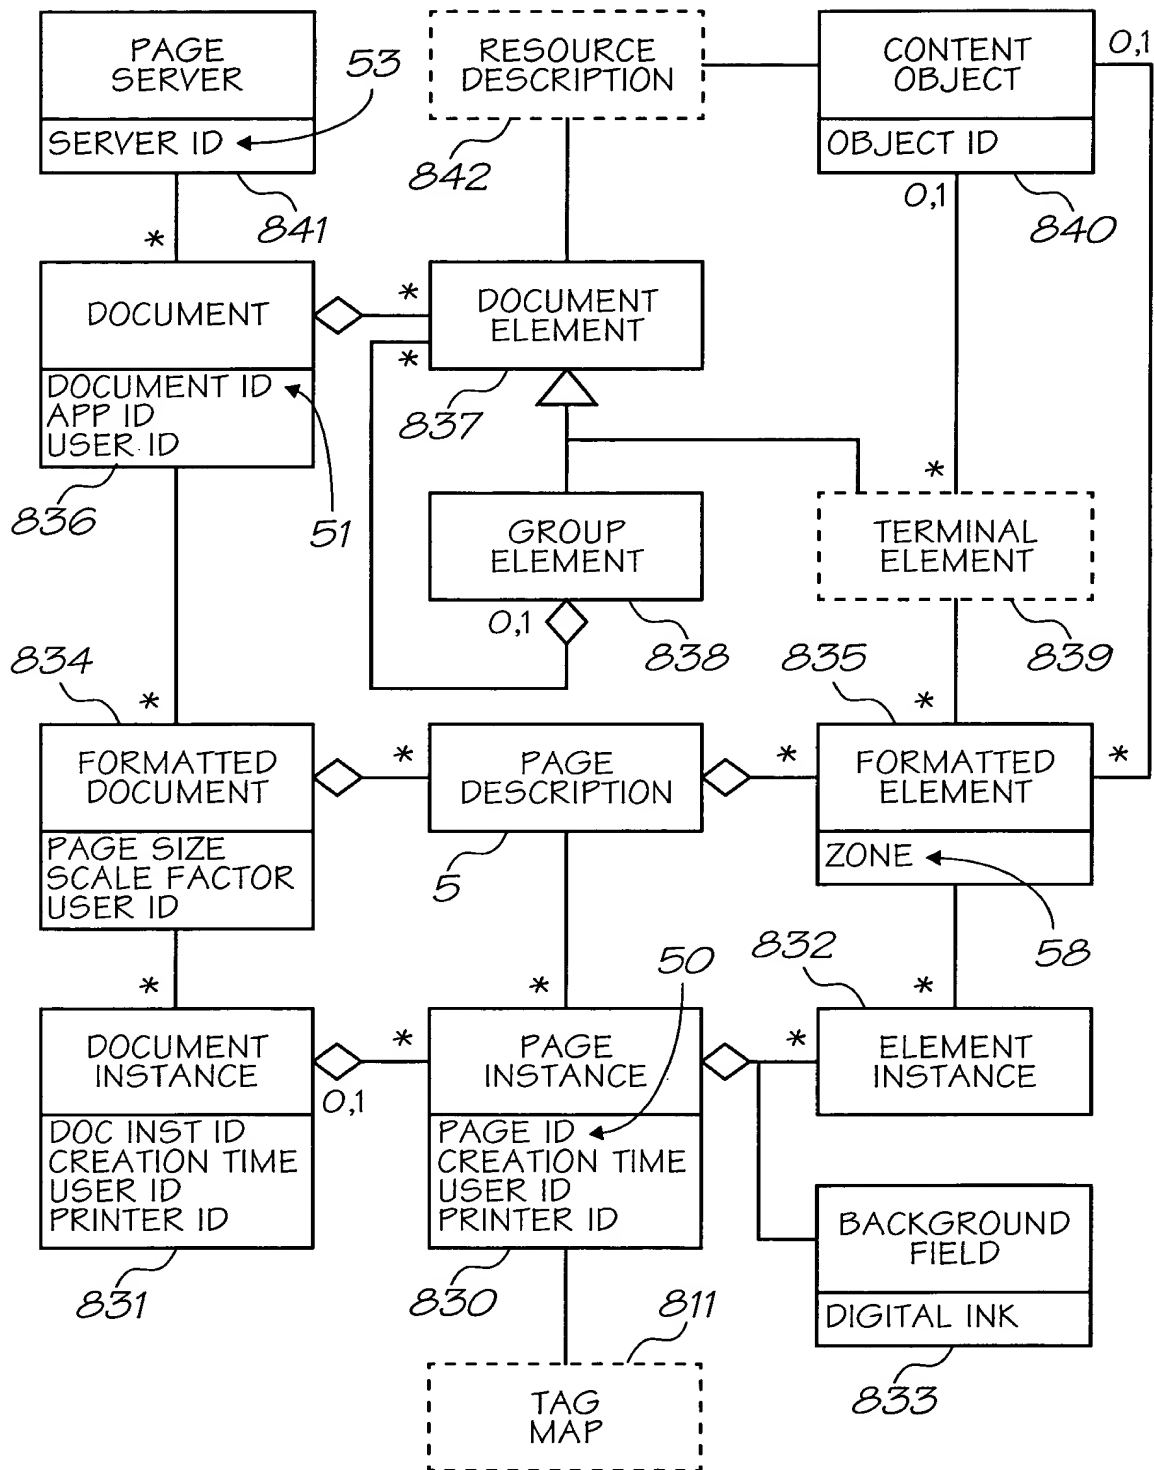 PAGE
SERVER
SERVER ID
53
841
RESOURCE
DESCRIPTION
842
CONTENT
OBJECT
OBJECT ID
0,1
0,1
840
*
DOCUMENT
DOCUMENT ID
APP ID
USER ID
836
51
*
*
DOCUMENT
ELEMENT
837
GROUP
ELEMENT
0,1
838
*
TERMINAL
ELEMENT
839
834
*
FORMATTED
DOCUMENT
PAGE SIZE
SCALE FACTOR
USER ID
*
PAGE
DESCRIPTION
5
835
*
*
*
FORMATTED
ELEMENT
ZONE
58
*
DOCUMENT
INSTANCE
0,1
DOC INST ID
CREATION TIME
USER ID
PRINTER ID
831
*
*
50
PAGE
INSTANCE
PAGE ID
CREATION TIME
USER ID
PRINTER ID
830
832
*
*
ELEMENT
INSTANCE
BACKGROUND
FIELD
DIGITAL INK
833
811
TAG
MAP